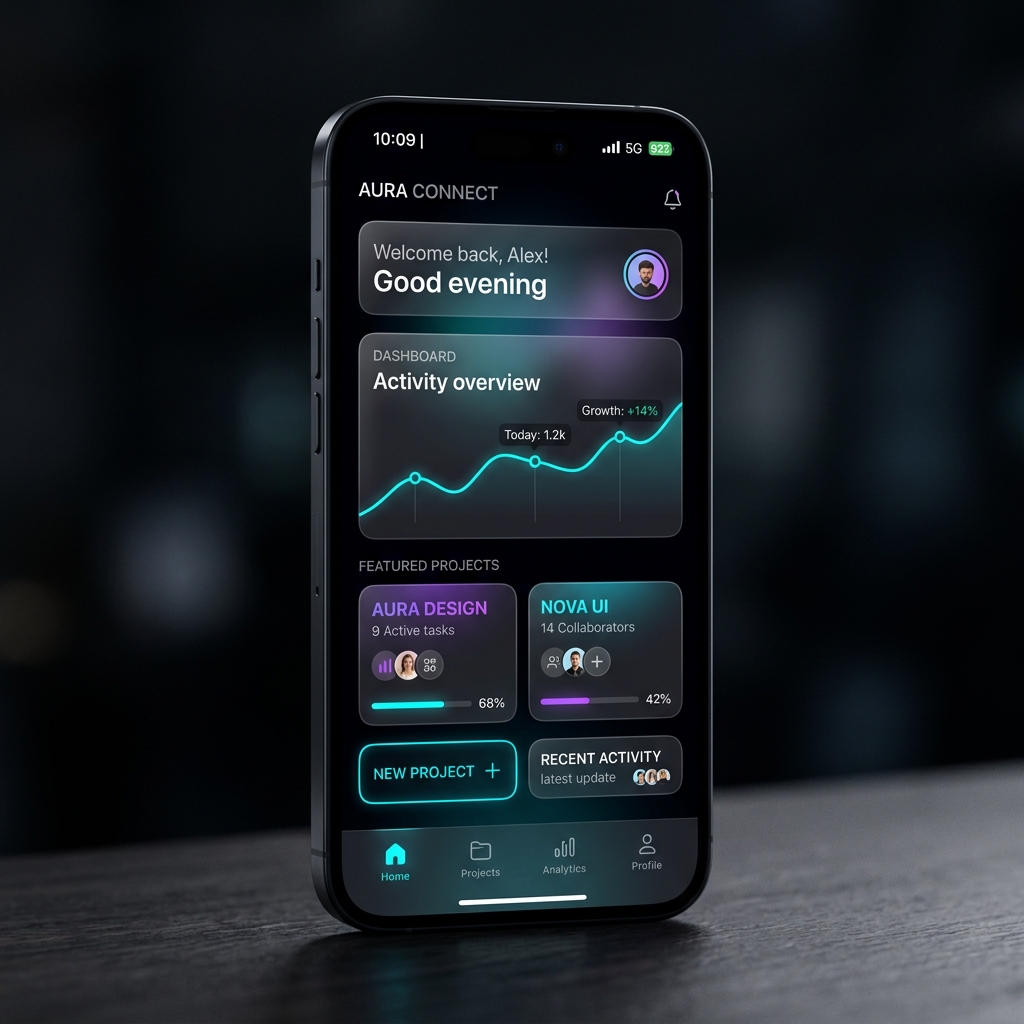 10:09 |
5G 92%
AURA CONNECT
Welcome back, Alex!
Good evening
DASHBOARD
Activity overview
Growth: +14%
Today: 1.2k
FEATURED PROJECTS
AURA DESIGN
9 Active tasks
68%
NOVA UI
14 Collaborators
42%
NEW PROJECT +
RECENT ACTIVITY
latest update
Home
Projects
Analytics
Profile